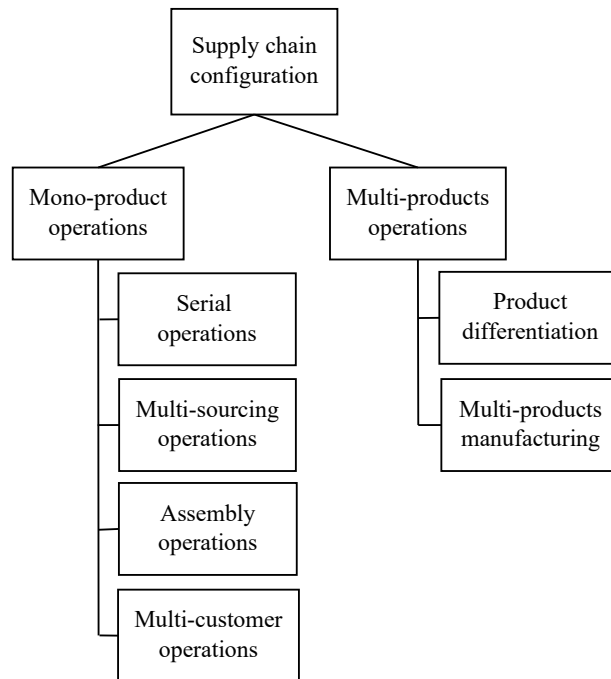 Supply chain
configuration
Mono-product
operations
Multi-products
operations
Serial
operations
Product
differentiation
Multi-sourcing
operations
Multi-products
manufacturing
Assembly
operations
Multi-customer
operations